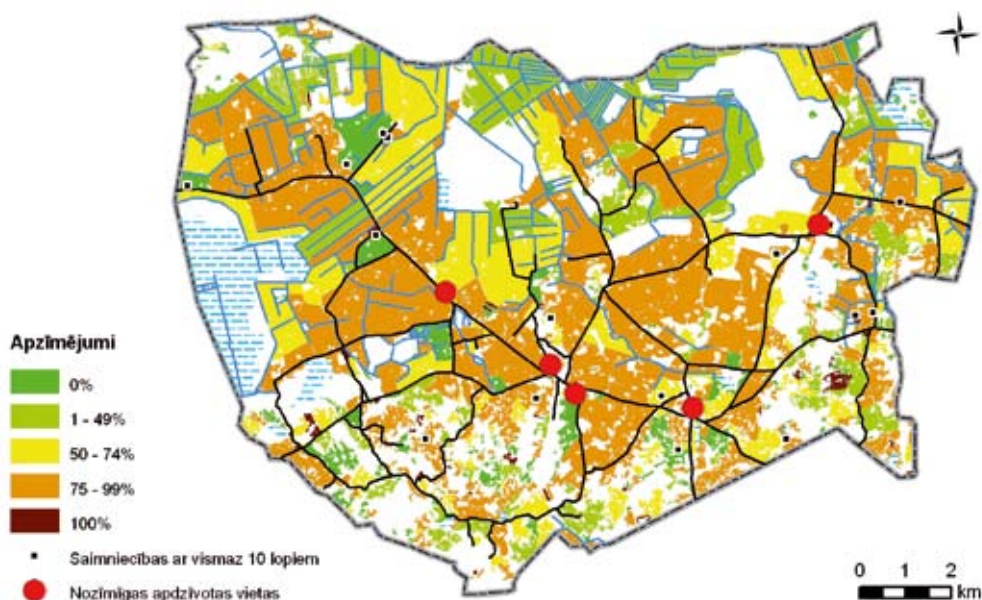 Apzīmējumi
0%
1 - 49%
50 - 74%
75 - 99%
100%
Saimniecības ar vismaz 10 lopiem
Nozīmīgas apdzīvotas vietas
0 1 2
km